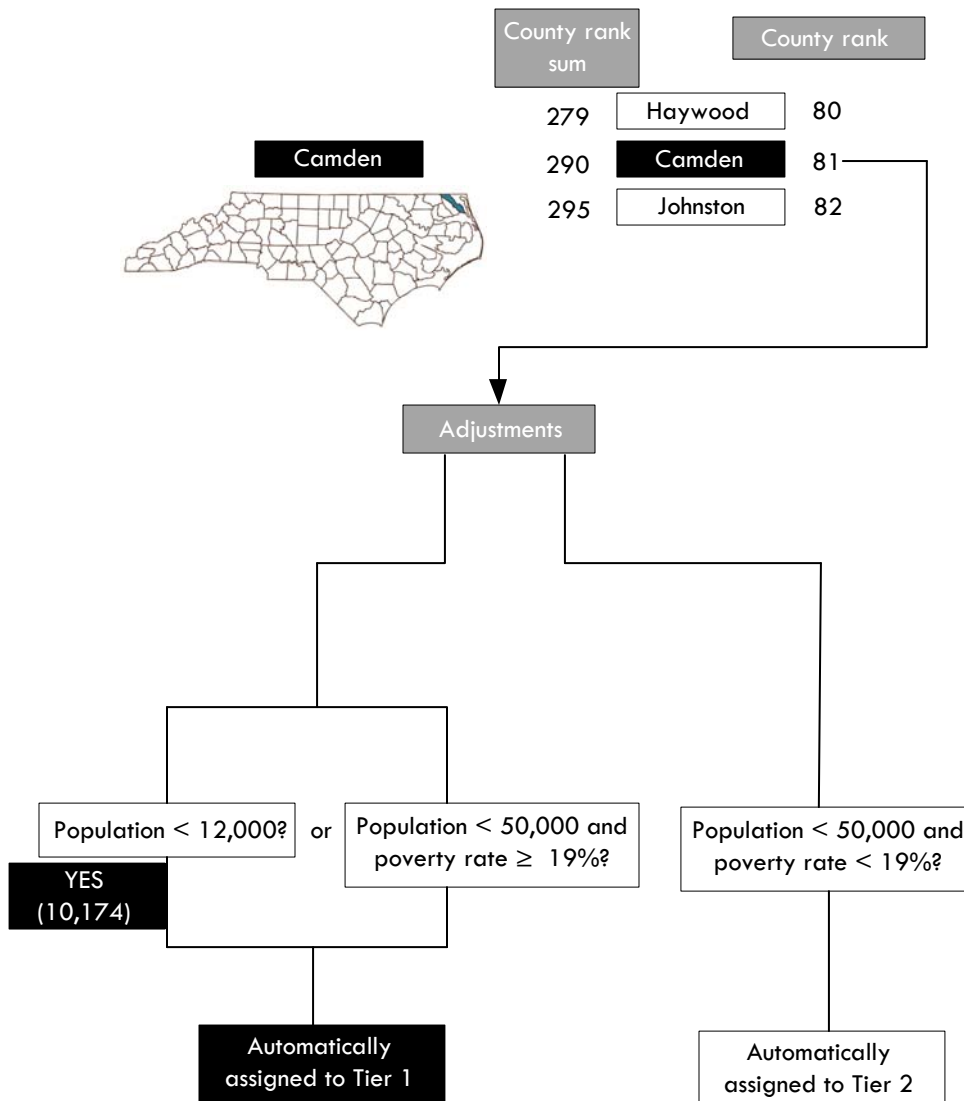 County rank
sum
County rank
279 Haywood 80
Camden
290 Camden 81
295 Johnston 82
Adjustments
Population < 12,000?
or
Population < 50,000 and
poverty rate ≥ 19%?
Population < 50,000 and
poverty rate < 19%?
YES
(10,174)
Automatically
assigned to Tier 1
Automatically
assigned to Tier 2